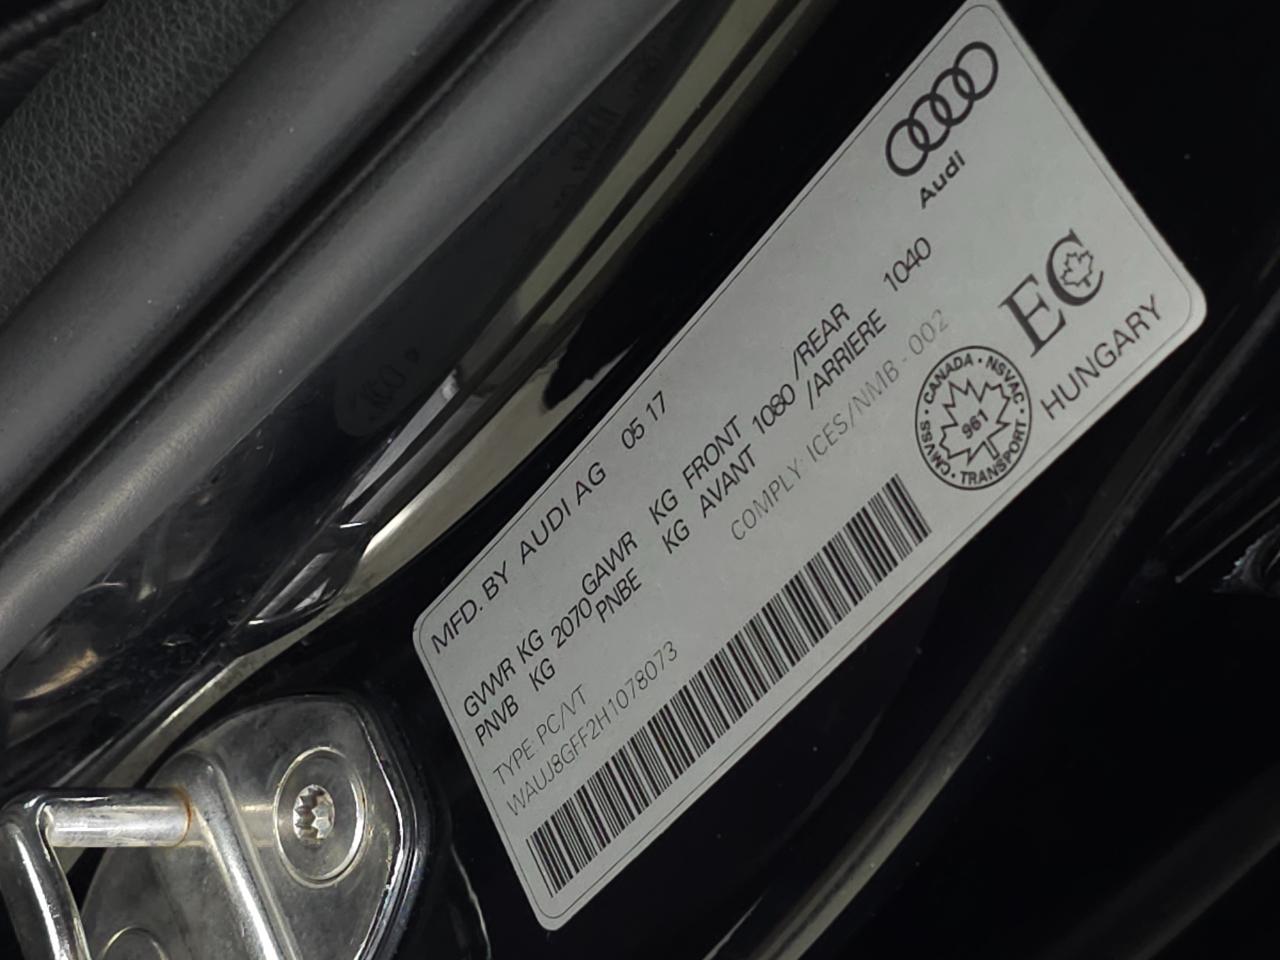 Audi
MFD. BY AUDI AG 05 17
GVWR KG 2070 GAWR KG FRONT 1080 /REAR 1040
PNVB KG PNBE KG AVANT /ARRIERE
COMPLY: ICES/NMB - 002
TYPE: PC/VT
WAUJ8GFF2H1078073
CANADA · NSVAC · TRANSPORT · CMVSS ·
961
EC
HUNGARY